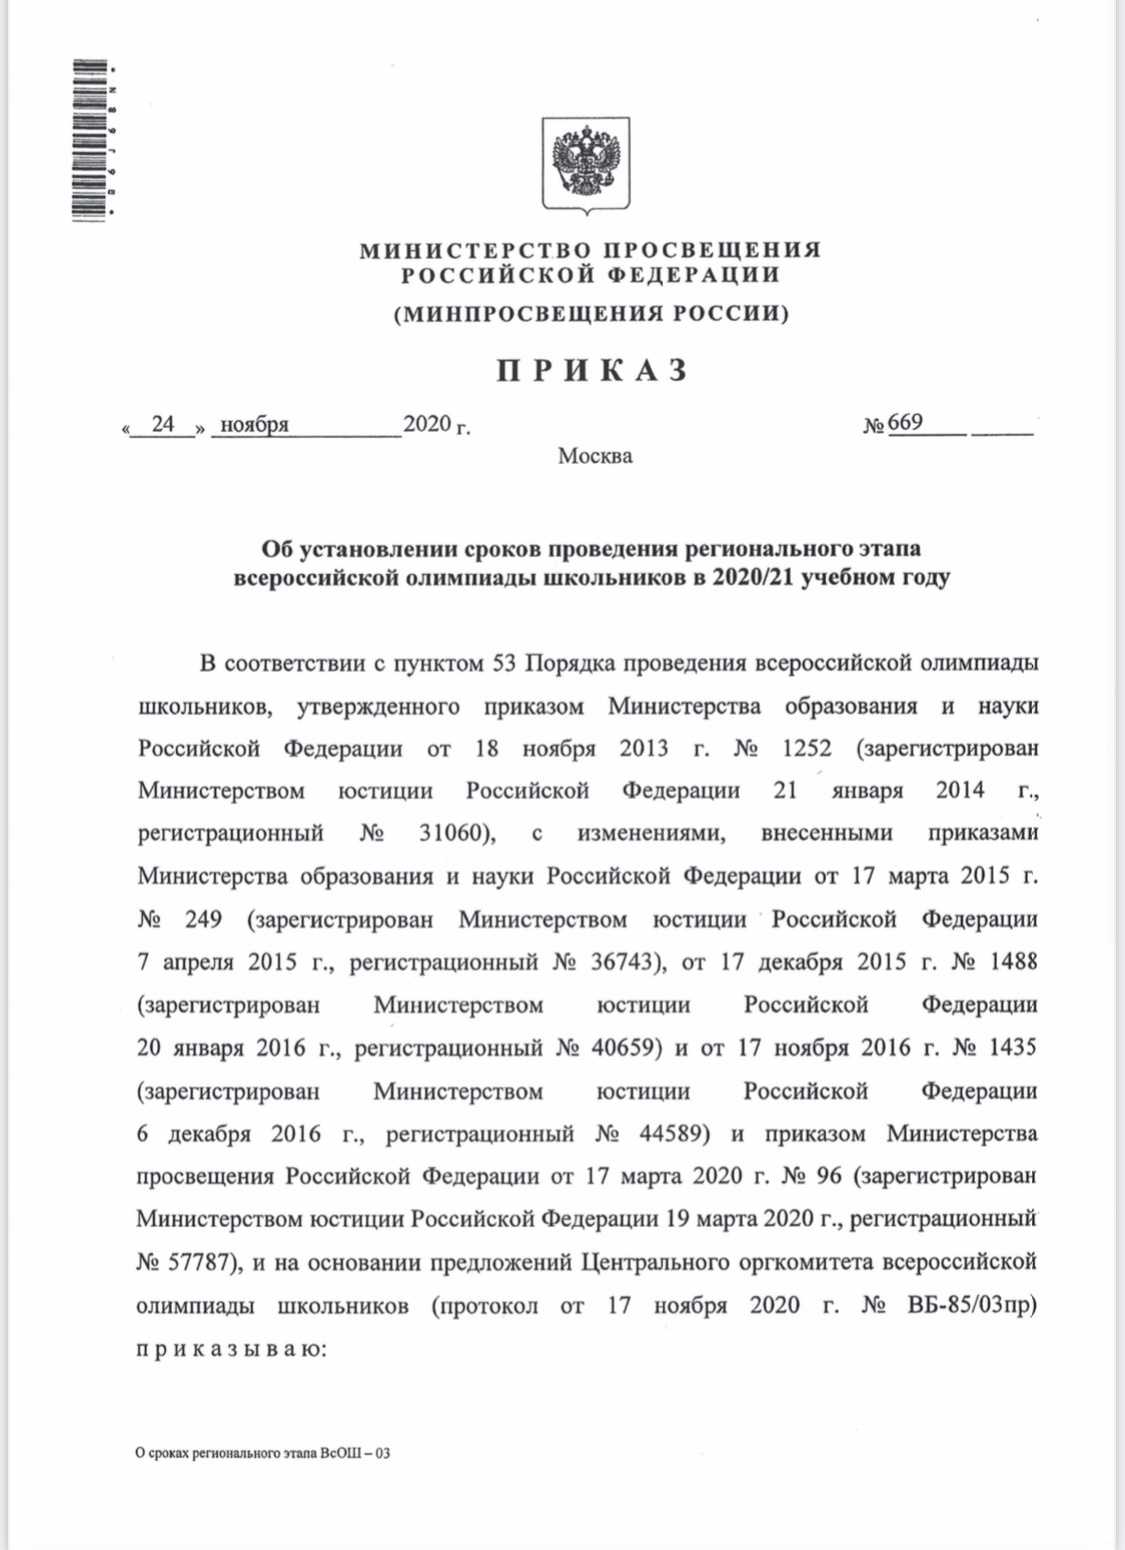 МИНИСТЕРСТВО ПРОСВЕЩЕНИЯ
РОССИЙСКОЙ ФЕДЕРАЦИИ
(МИНПРОСВЕЩЕНИЯ РОССИИ)
ПРИКАЗ
« 24 » ноября 2020 г. № 669
Москва
Об установлении сроков проведения регионального этапа
всероссийской олимпиады школьников в 2020/21 учебном году
В соответствии с пунктом 53 Порядка проведения всероссийской олимпиады
школьников, утвержденного приказом Министерства образования и науки
Российской Федерации от 18 ноября 2013 г. № 1252 (зарегистрирован
Министерством юстиции Российской Федерации 21 января 2014 г.,
регистрационный № 31060), с изменениями, внесенными приказами
Министерства образования и науки Российской Федерации от 17 марта 2015 г.
№ 249 (зарегистрирован Министерством юстиции Российской Федерации
7 апреля 2015 г., регистрационный № 36743), от 17 декабря 2015 г. № 1488
(зарегистрирован Министерством юстиции Российской Федерации
20 января 2016 г., регистрационный № 40659) и от 17 ноября 2016 г. № 1435
(зарегистрирован Министерством юстиции Российской Федерации
6 декабря 2016 г., регистрационный № 44589) и приказом Министерства
просвещения Российской Федерации от 17 марта 2020 г. № 96 (зарегистрирован
Министерством юстиции Российской Федерации 19 марта 2020 г., регистрационный
№ 57787), и на основании предложений Центрального оргкомитета всероссийской
олимпиады школьников (протокол от 17 ноября 2020 г. № ВБ-85/03пр)
п р и к а з ы в а ю:
О сроках регионального этапа ВсОШ – 03